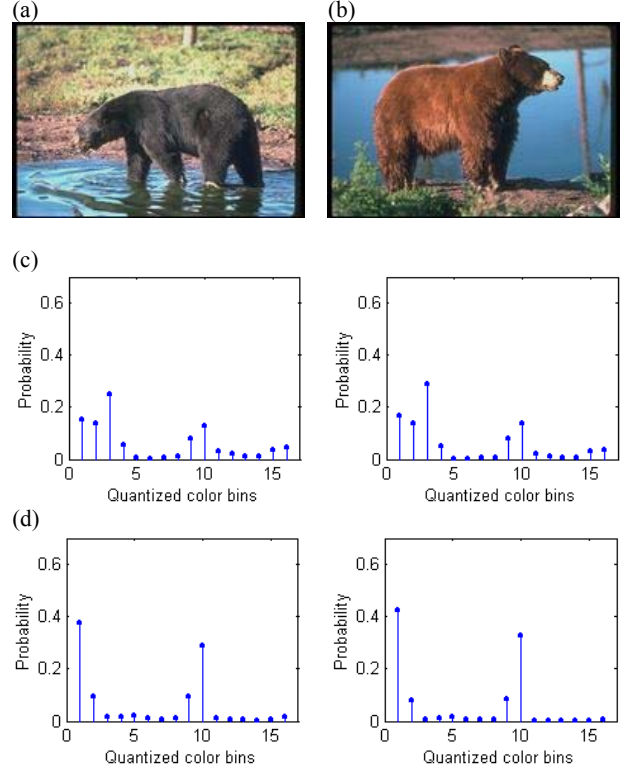 (a) (b)
(c)
0.6 0.6
0.4 0.4
0.2 0.2
0 0
Probability Probability
0 5 10 15 0 5 10 15
Quantized color bins Quantized color bins
(d)
0.6 0.6
0.4 0.4
0.2 0.2
0 0
Probability Probability
0 5 10 15 0 5 10 15
Quantized color bins Quantized color bins